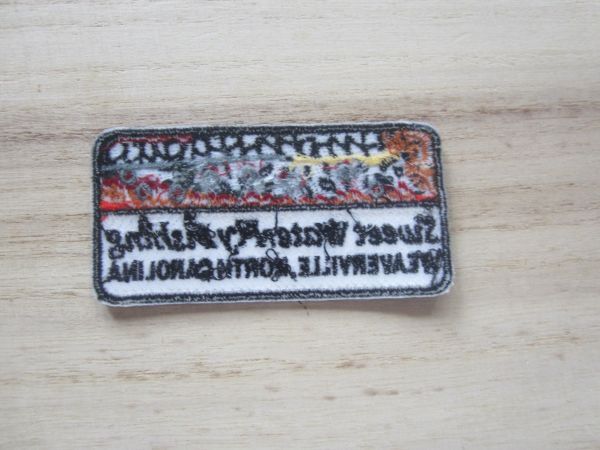 Sweet Water Fly Fishing
WEAVERVILLE, NORTH CAROLINA